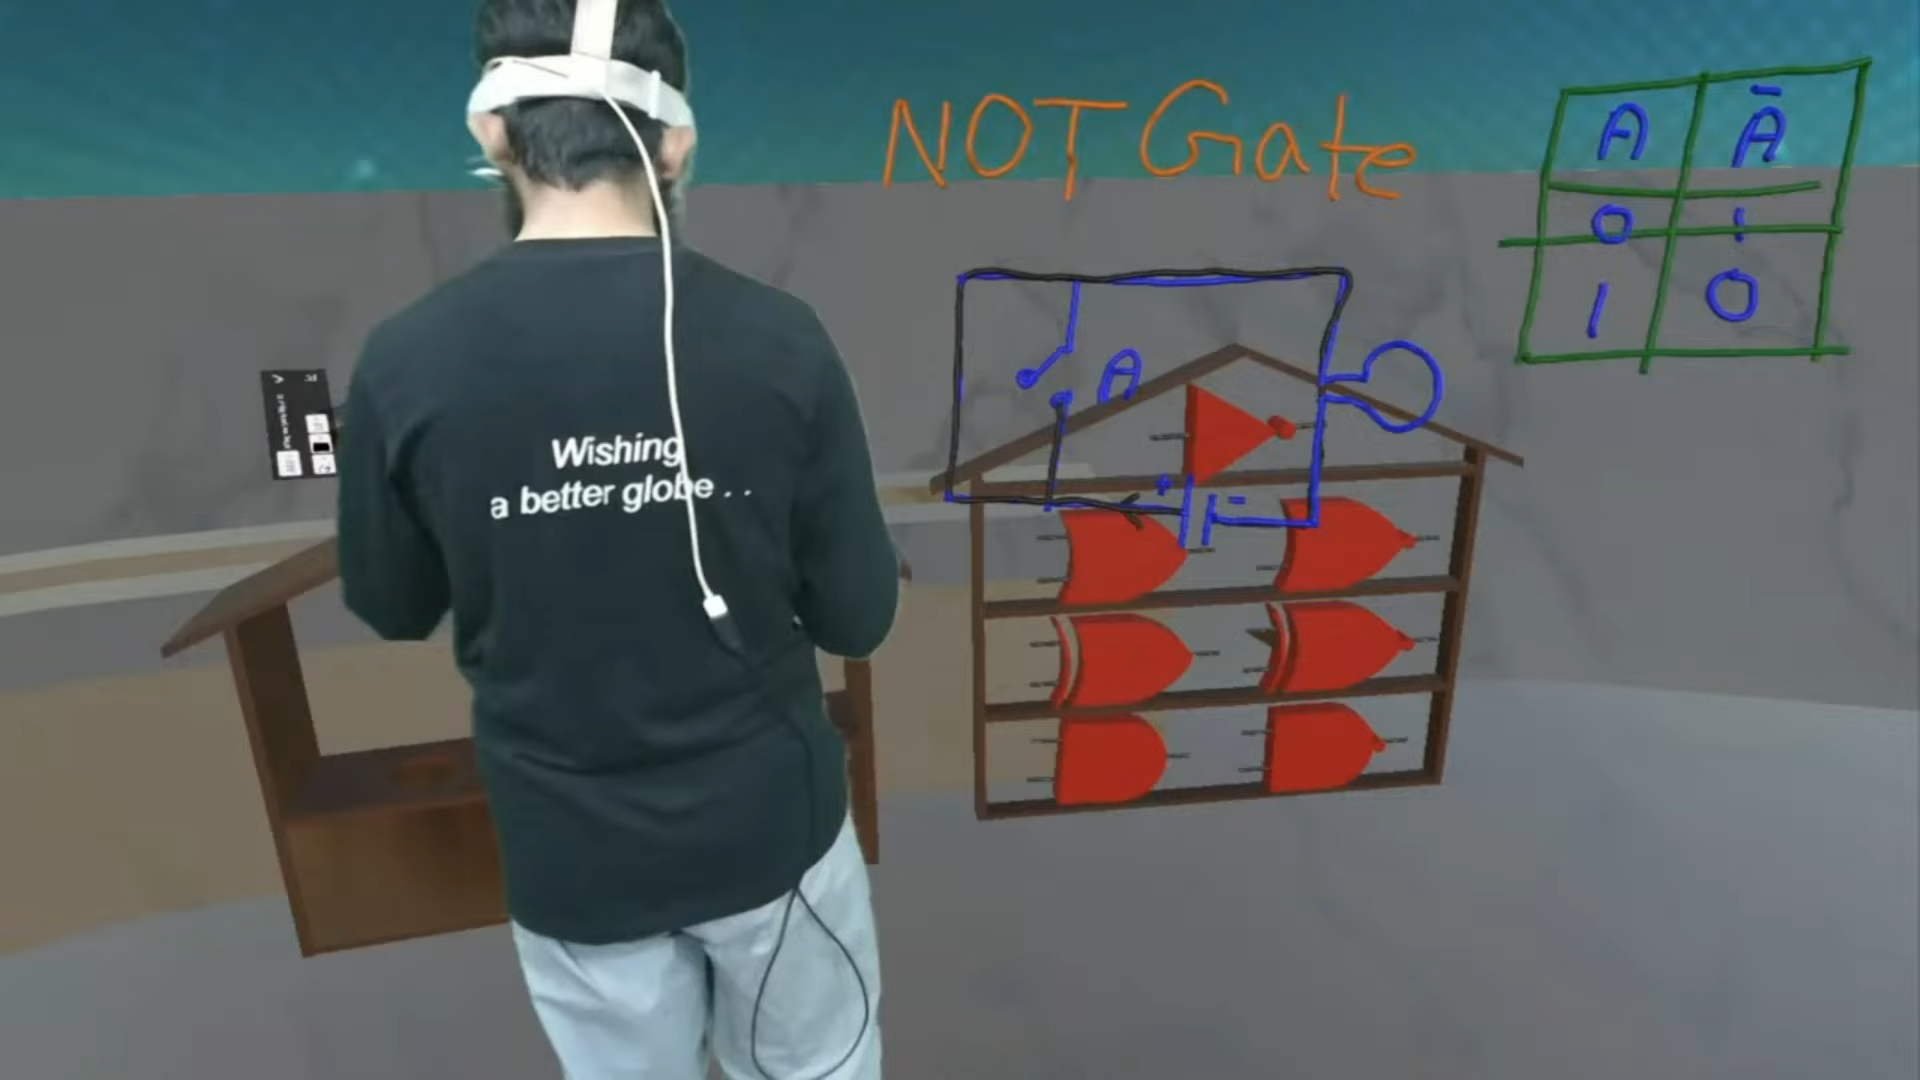 NOT Gate
A Ā
0 1
1 0
A
+ -
Wishing
a better globe . .